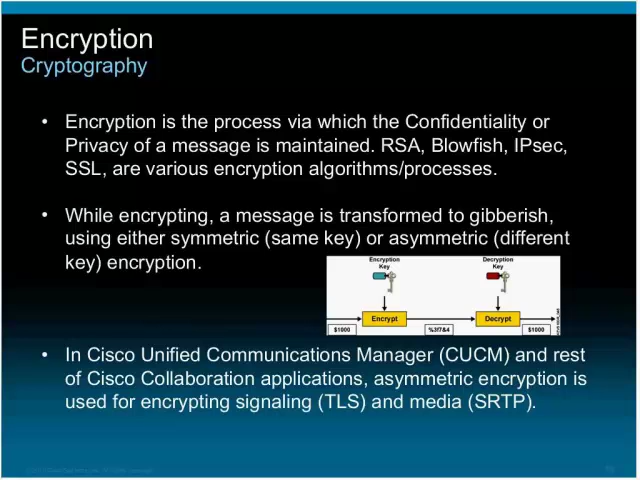 Encryption
Cryptography
• Encryption is the process via which the Confidentiality or
Privacy of a message is maintained. RSA, Blowfish, IPsec,
SSL, are various encryption algorithms/processes.
• While encrypting, a message is transformed to gibberish,
using either symmetric (same key) or asymmetric (different
key) encryption.
Encryption
Key
Decryption
Key
Encrypt
Decrypt
$1000
%3f7&4
$1000
• In Cisco Unified Communications Manager (CUCM) and rest
of Cisco Collaboration applications, asymmetric encryption is
used for encrypting signaling (TLS) and media (SRTP).